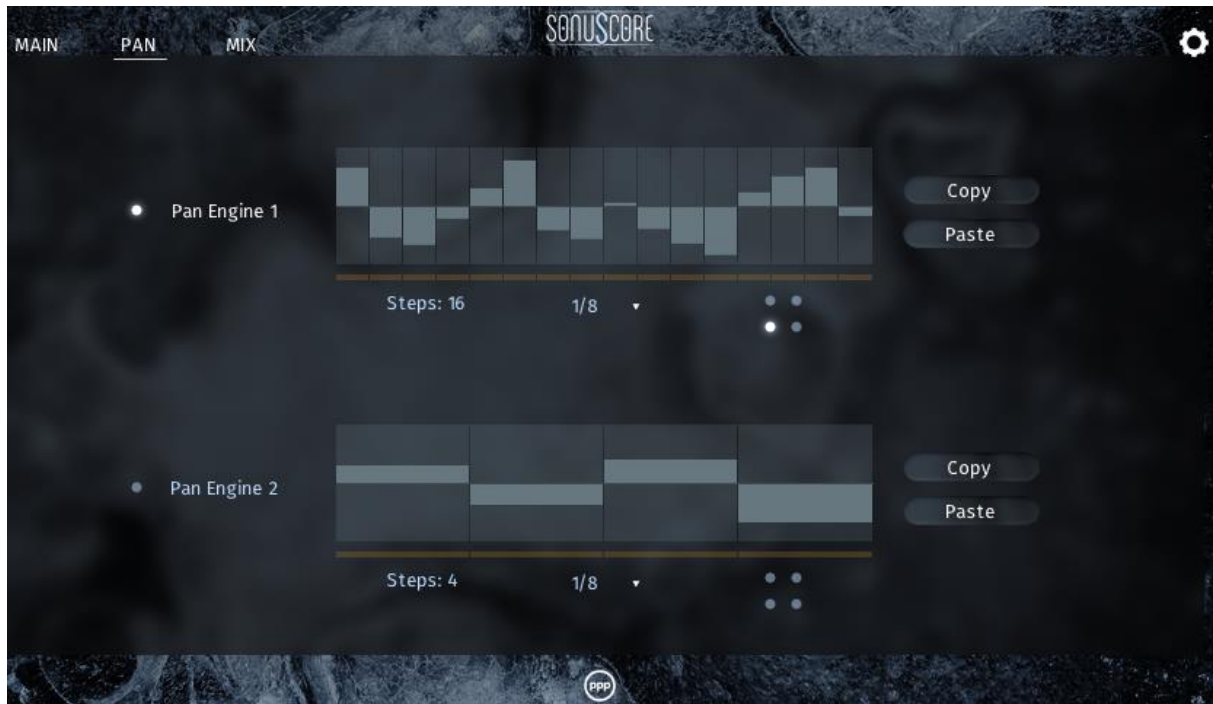 SONUSCORE
MAIN PAN MIX
Pan Engine 1
Copy
Paste
Steps: 16 1/8
Pan Engine 2
Copy
Paste
Steps: 4 1/8
ppp